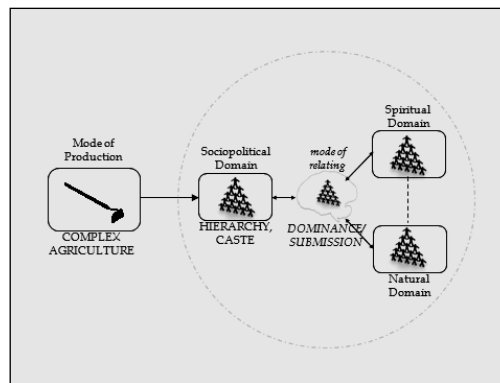 Mode of
Production
COMPLEX
AGRICULTURE
Sociopolitical
Domain
HIERARCHY,
CASTE
mode of
relating
DOMINANCE/
SUBMISSION
Spiritual
Domain
Natural
Domain